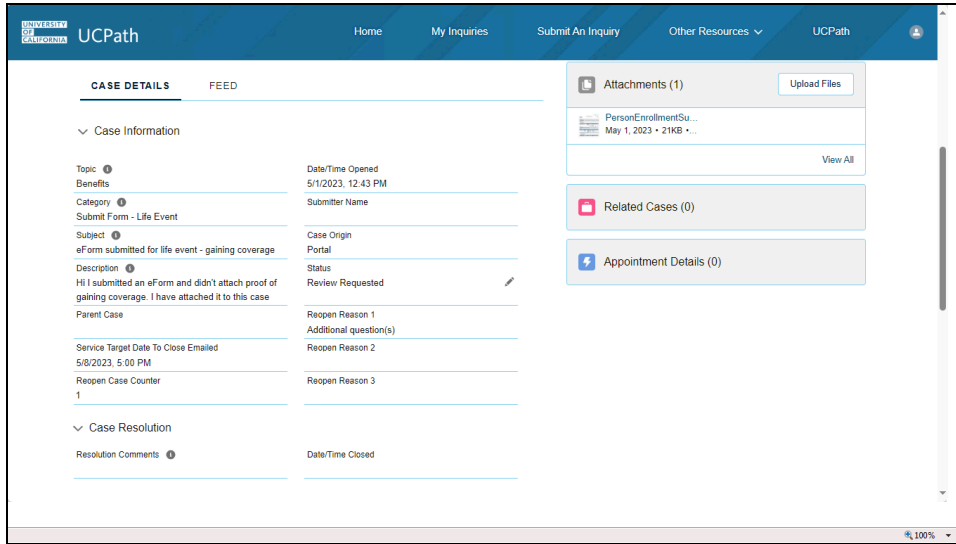 UNIVERSITY
OF
CALIFORNIA
UCPath
Home
My Inquiries
Submit An Inquiry
Other Resources
UCPath
CASE DETAILS
FEED
Case Information
Topic
Benefits
Date/Time Opened
5/1/2023, 12:43 PM
Category
Submit Form - Life Event
Submitter Name
Subject
eForm submitted for life event - gaining coverage
Case Origin
Portal
Description
Hi I submitted an eForm and didn't attach proof of
gaining coverage. I have attached it to this case
Status
Review Requested
Parent Case
Reopen Reason 1
Additional question(s)
Service Target Date To Close Emailed
5/8/2023, 5:00 PM
Reopen Reason 2
Reopen Case Counter
1
Reopen Reason 3
Case Resolution
Resolution Comments
Date/Time Closed
Attachments (1)
Upload Files
PersonEnrollmentSu...
May 1, 2023 • 21KB •...
View All
Related Cases (0)
Appointment Details (0)
100%